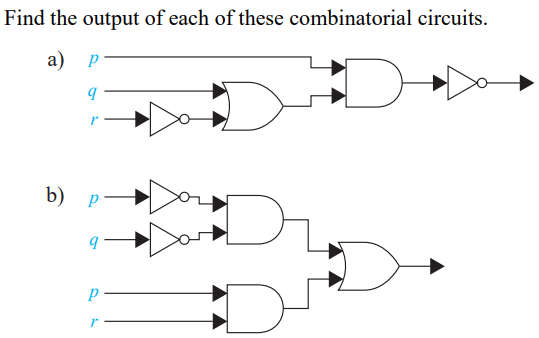 Find the output of each of these combinatorial circuits.
a) p
q
r
b) p
q
p
r